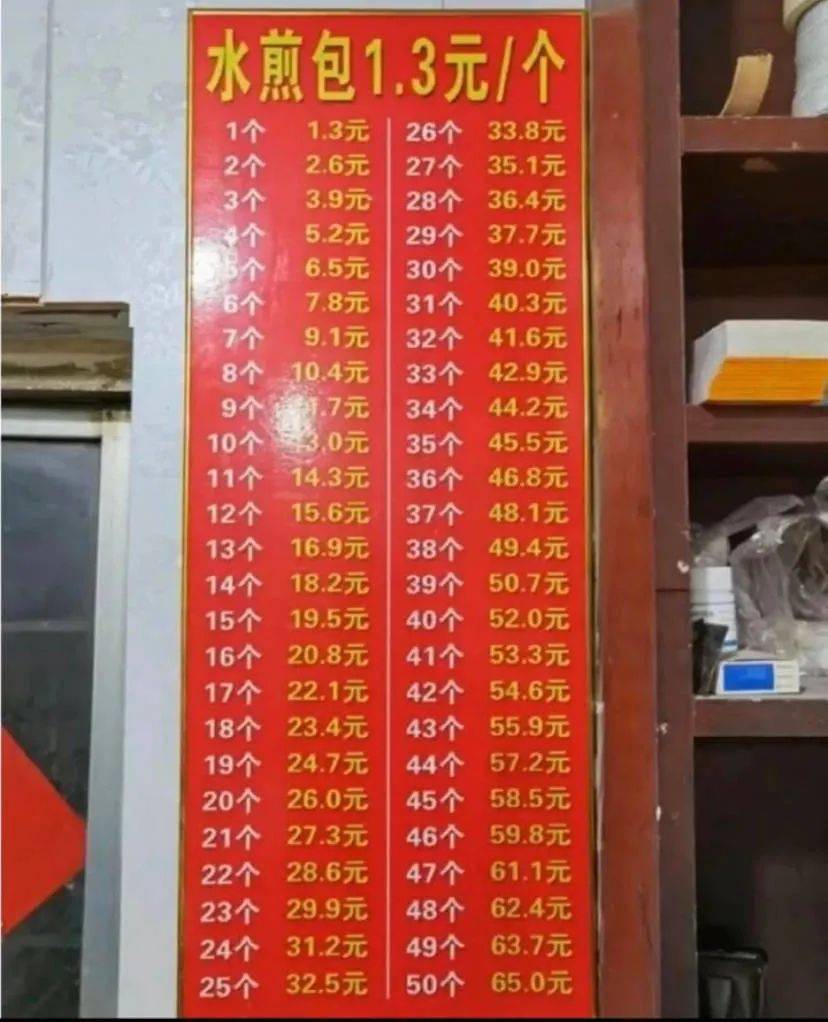 水煎包1.3元/个
1个 1.3元
2个 2.6元
3个 3.9元
4个 5.2元
5个 6.5元
6个 7.8元
7个 9.1元
8个 10.4元
9个 11.7元
10个 13.0元
11个 14.3元
12个 15.6元
13个 16.9元
14个 18.2元
15个 19.5元
16个 20.8元
17个 22.1元
18个 23.4元
19个 24.7元
20个 26.0元
21个 27.3元
22个 28.6元
23个 29.9元
24个 31.2元
25个 32.5元
26个 33.8元
27个 35.1元
28个 36.4元
29个 37.7元
30个 39.0元
31个 40.3元
32个 41.6元
33个 42.9元
34个 44.2元
35个 45.5元
36个 46.8元
37个 48.1元
38个 49.4元
39个 50.7元
40个 52.0元
41个 53.3元
42个 54.6元
43个 55.9元
44个 57.2元
45个 58.5元
46个 59.8元
47个 61.1元
48个 62.4元
49个 63.7元
50个 65.0元